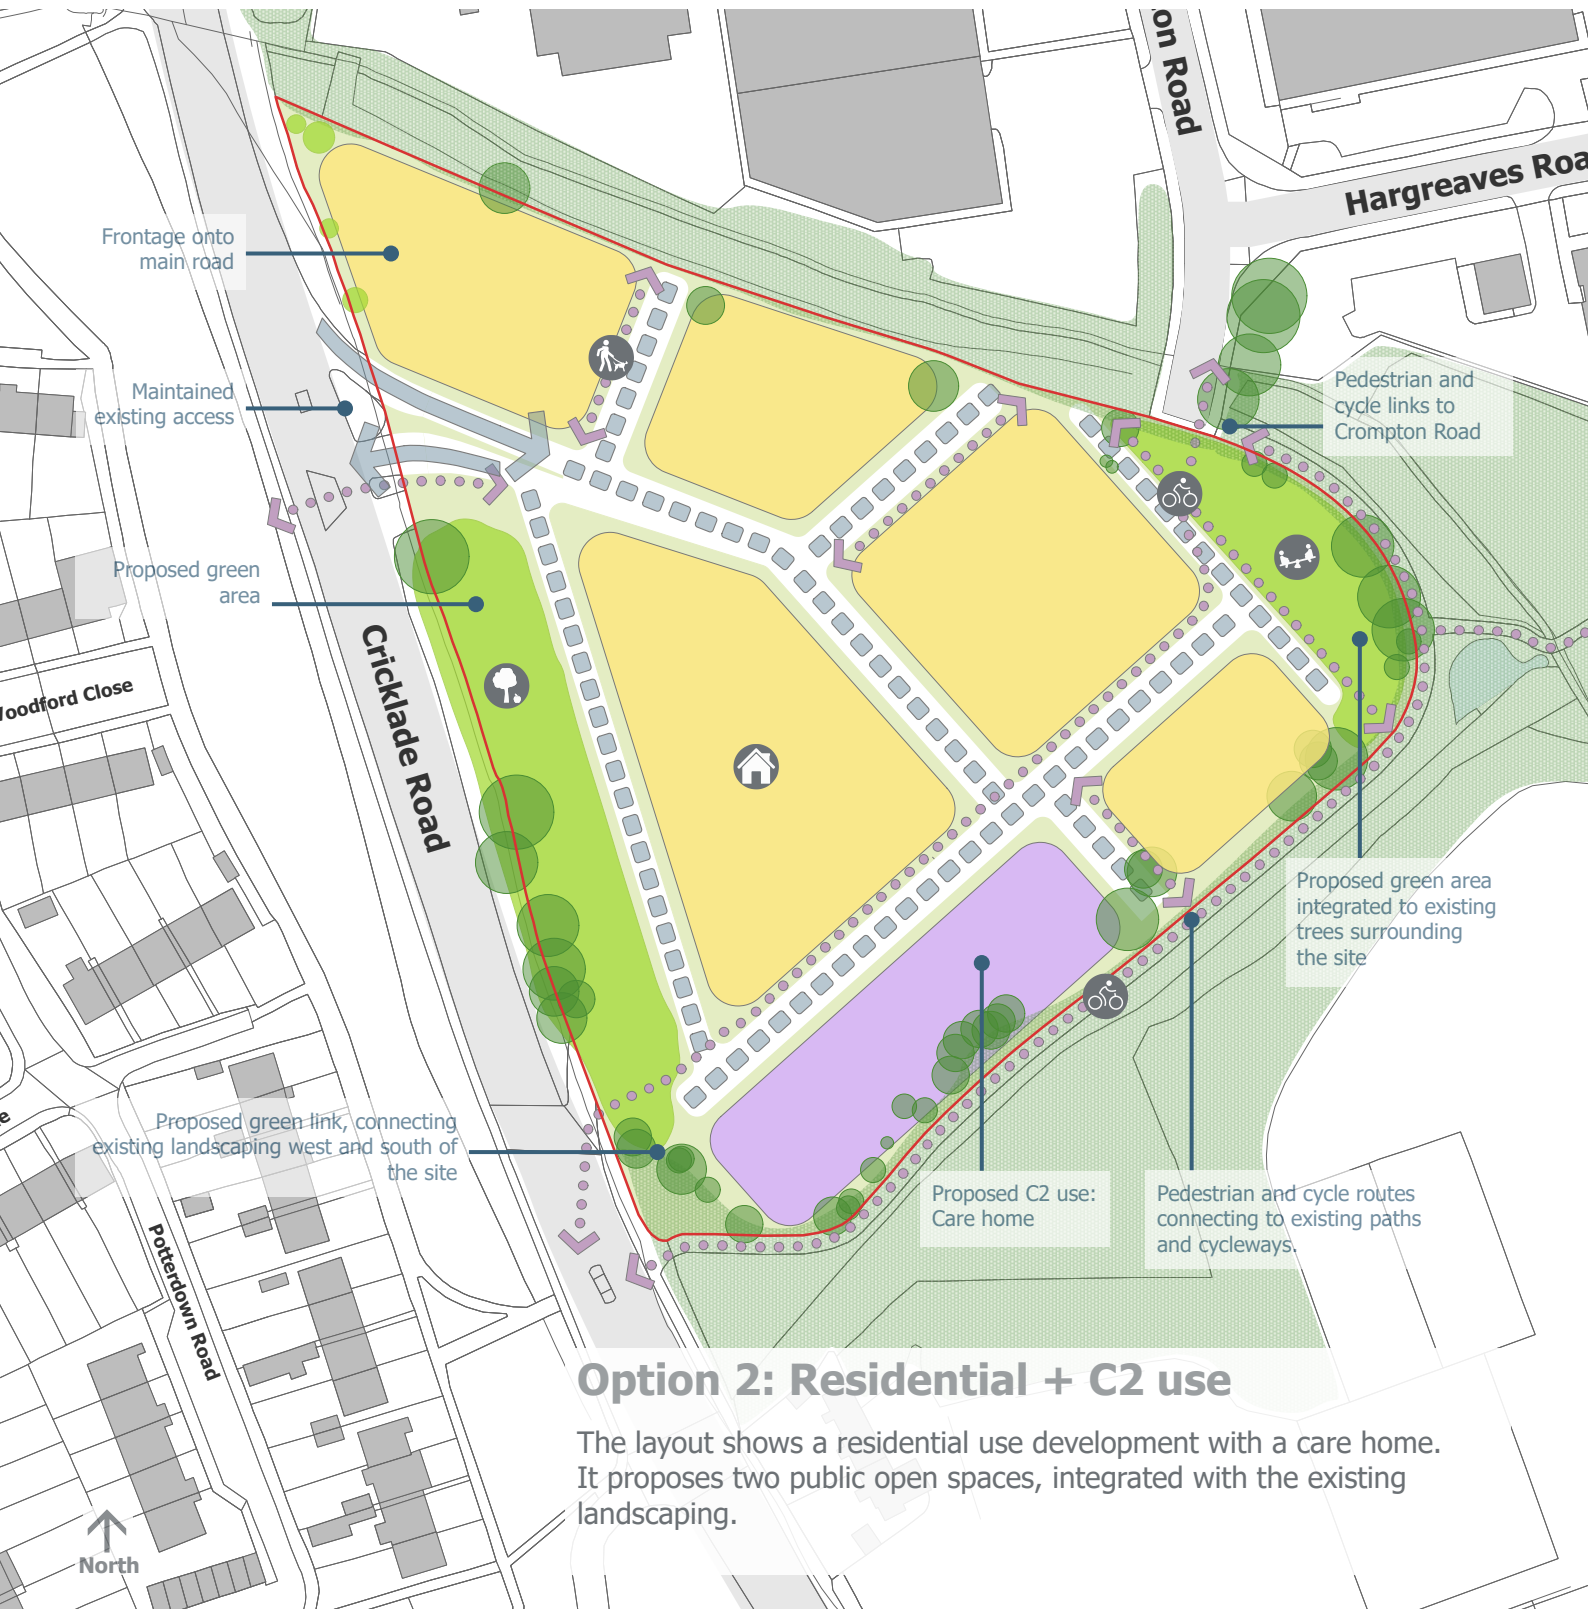 on Road
Hargreaves Roa
Frontage onto
main road
Maintained
existing access
Pedestrian and
cycle links to
Crompton Road
Proposed green
area
Cricklade Road
oodford Close
Proposed green area
integrated to existing
trees surrounding
the site
Proposed green link, connecting
existing landscaping west and south of
the site
Proposed C2 use:
Care home
Pedestrian and cycle routes
connecting to existing paths
and cycleways.
Potterdown Road
e
Option 2: Residential + C2 use
The layout shows a residential use development with a care home.
It proposes two public open spaces, integrated with the existing
landscaping.
North